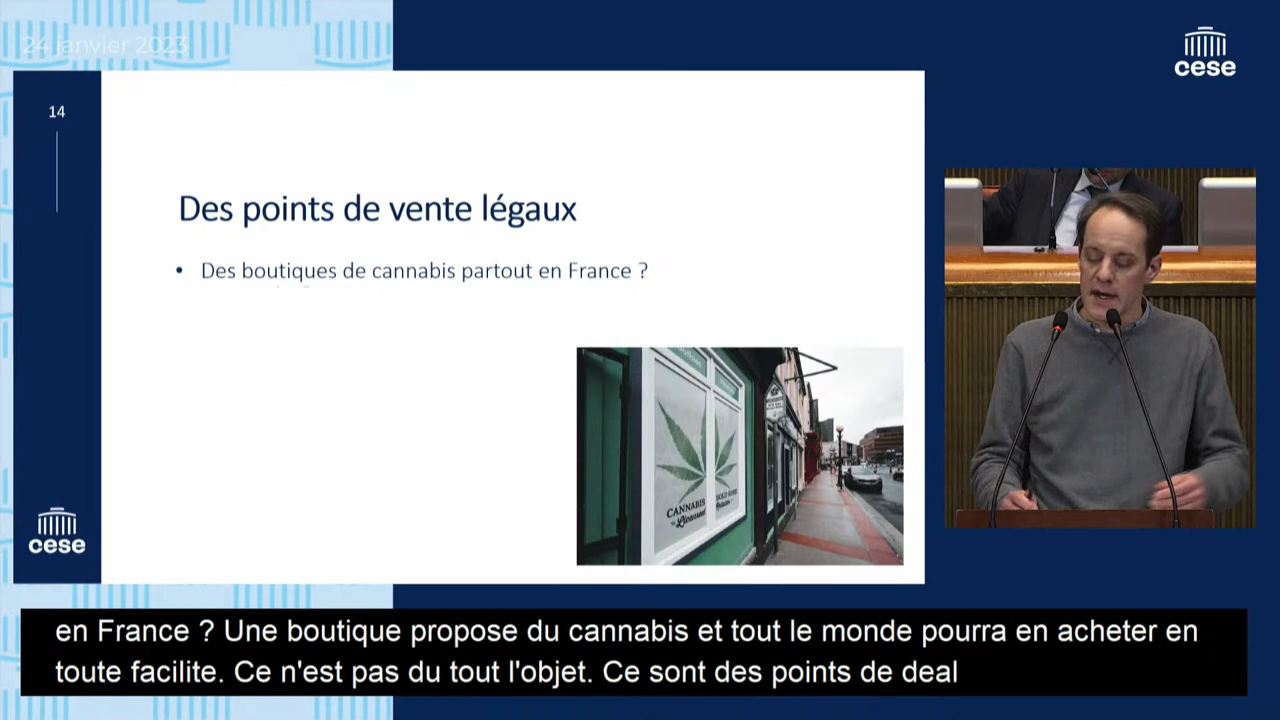 24 janvier 2023
cese
14
Des points de vente légaux
• Des boutiques de cannabis partout en France ?
CANNABIS
Licensed
cese
en France ? Une boutique propose du cannabis et tout le monde pourra en acheter en
toute facilite. Ce n'est pas du tout l'objet. Ce sont des points de deal